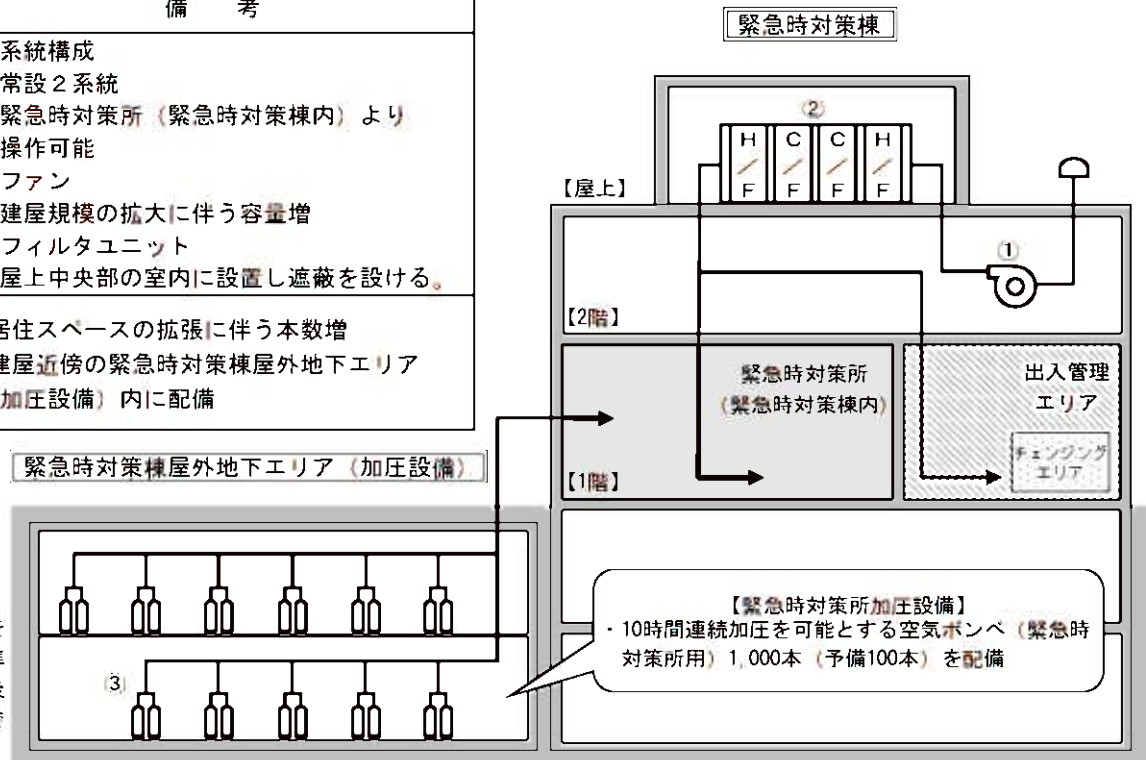 備　考
系統構成
常設２系統
緊急時対策所（緊急時対策棟内）より
操作可能
ファン
建屋規模の拡大に伴う容量増
フィルタユニット
屋上中央部の室内に設置し遮蔽を設ける。
居住スペースの拡張に伴う本数増
建屋近傍の緊急時対策棟屋外地下エリア
加圧設備）内に配備
緊急時対策棟
②
H/F
C/F
C/F
H/F
【屋上】
①
【2階】
緊急時対策所
（緊急時対策棟内）
【1階】
出入管理
エリア
チェンジング
エリア
緊急時対策棟屋外地下エリア（加圧設備）
③
【緊急時対策所加圧設備】
・10時間連続加圧を可能とする空気ボンベ（緊急時
対策所用）1,000本（予備100本）を配備